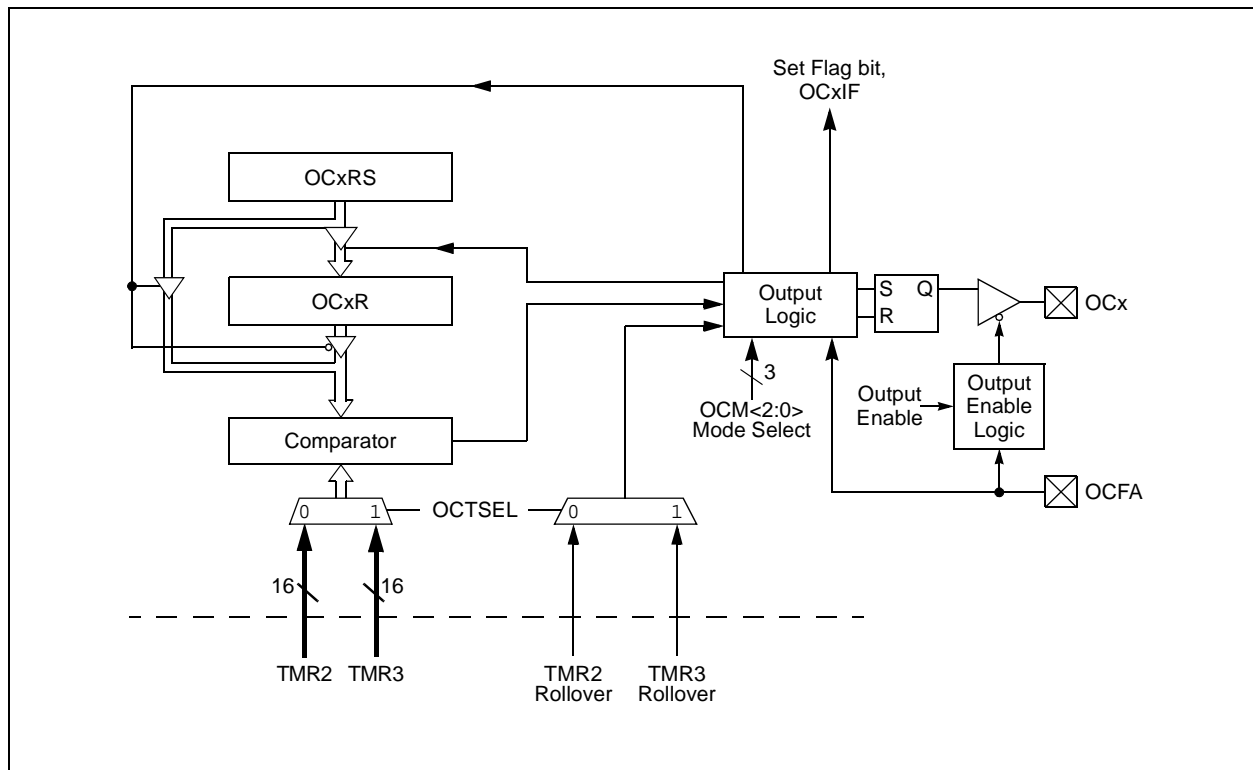 Set Flag bit,
OCxIF
OCxRS
OCxR
Output
Logic
S Q
R
OCx
3
OCM<2:0>
Mode Select
Output
Enable
Output
Enable
Logic
Comparator
OCFA
0 1
OCTSEL
0 1
16
16
TMR2
TMR3
TMR2
Rollover
TMR3
Rollover